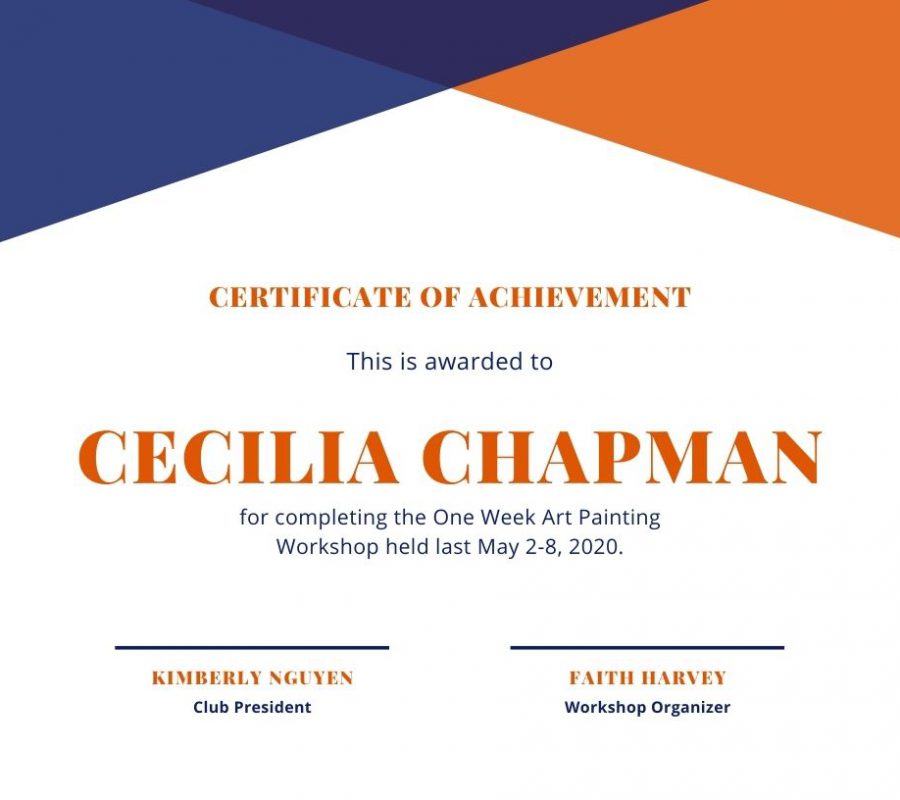 CERTIFICATE OF ACHIEVEMENT
This is awarded to
CECILIA CHAPMAN
for completing the One Week Art Painting
Workshop held last May 2-8, 2020.
KIMBERLY NGUYEN
Club President
FAITH HARVEY
Workshop Organizer